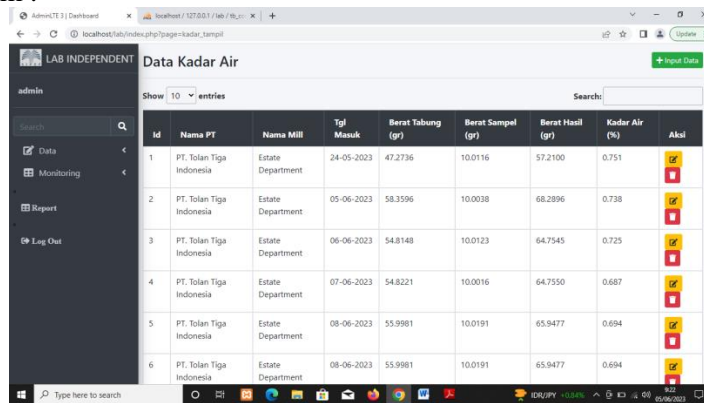 AdminLTE 3 | Dashboard
localhost / 127.0.0.1 / lab / tb_co
localhost/lab/index.php?page=kadar_tampil
Update
LAB INDEPENDENT
Data Kadar Air
Input Data
admin
Show 10 entries
Search:
Search
Data
Monitoring
Report
Log Out
Id Nama PT Nama Mill Tgl Masuk Berat Tabung (gr) Berat Sampel (gr) Berat Hasil (gr) Kadar Air (%) Aksi
1 PT. Tolan Tiga Indonesia Estate Department 24-05-2023 47.2736 10.0116 57.2100 0.751
2 PT. Tolan Tiga Indonesia Estate Department 05-06-2023 58.3596 10.0038 68.2896 0.738
3 PT. Tolan Tiga Indonesia Estate Department 06-06-2023 54.8148 10.0123 64.7545 0.725
4 PT. Tolan Tiga Indonesia Estate Department 07-06-2023 54.8221 10.0016 64.7550 0.687
5 PT. Tolan Tiga Indonesia Estate Department 08-06-2023 55.9981 10.0191 65.9477 0.694
6 PT. Tolan Tiga Indonesia Estate Department 08-06-2023 55.9981 10.0191 65.9477 0.694
Type here to search
IDR/JPY +0.54%
9:22
05/06/2023